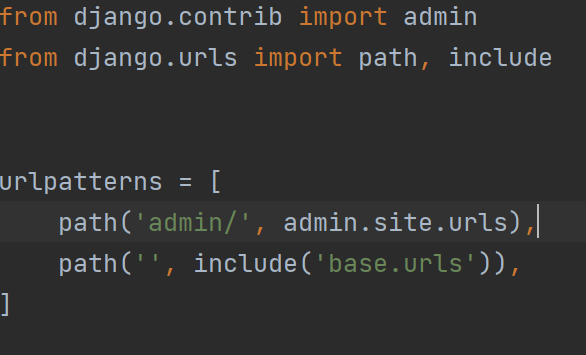 from django.contrib import admin
from django.urls import path, include
urlpatterns = [
    path('admin/', admin.site.urls),
    path('', include('base.urls')),
]